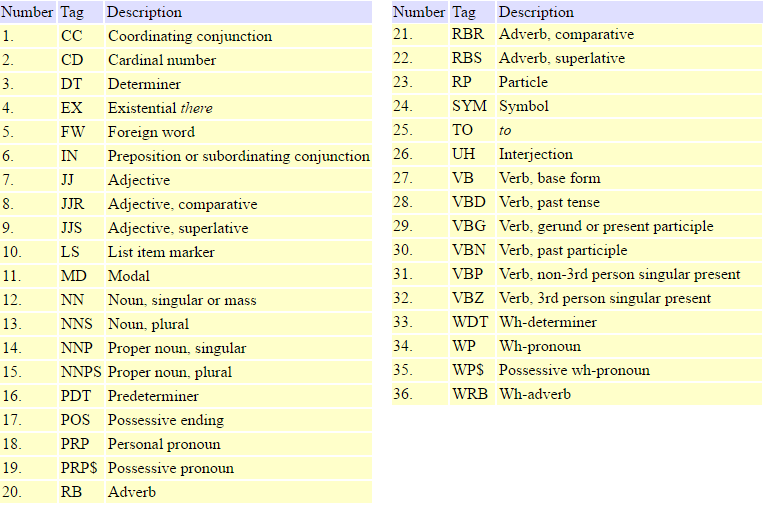 Number Tag Description
1. CC Coordinating conjunction
2. CD Cardinal number
3. DT Determiner
4. EX Existential there
5. FW Foreign word
6. IN Preposition or subordinating conjunction
7. JJ Adjective
8. JJR Adjective, comparative
9. JJS Adjective, superlative
10. LS List item marker
11. MD Modal
12. NN Noun, singular or mass
13. NNS Noun, plural
14. NNP Proper noun, singular
15. NNPS Proper noun, plural
16. PDT Predeterminer
17. POS Possessive ending
18. PRP Personal pronoun
19. PRP$ Possessive pronoun
20. RB Adverb
Number Tag Description
21. RBR Adverb, comparative
22. RBS Adverb, superlative
23. RP Particle
24. SYM Symbol
25. TO to
26. UH Interjection
27. VB Verb, base form
28. VBD Verb, past tense
29. VBG Verb, gerund or present participle
30. VBN Verb, past participle
31. VBP Verb, non-3rd person singular present
32. VBZ Verb, 3rd person singular present
33. WDT Wh-determiner
34. WP Wh-pronoun
35. WP$ Possessive wh-pronoun
36. WRB Wh-adverb